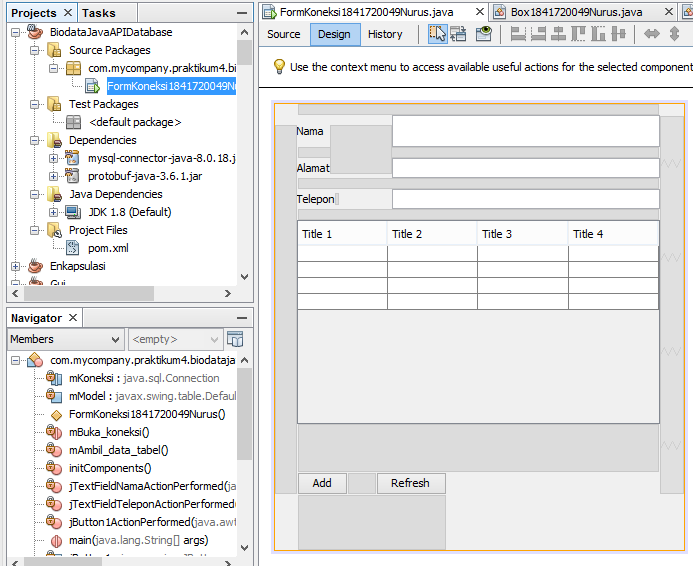 Projects
Tasks
BiodataJavaAPIDatabase
Source Packages
com.mycompany.praktikum4.bio
FormKoneksi1841720049Nu
Test Packages
<default package>
Dependencies
mysql-connector-java-8.0.18.j
protobuf-java-3.6.1.jar
Java Dependencies
JDK 1.8 (Default)
Project Files
pom.xml
Enkapsulasi
Gui
Navigator
Members
<empty>
com.mycompany.praktikum4.biodataja
mKoneksi : java.sql.Connection
mModel : javax.swing.table.Defau
FormKoneksi1841720049Nurus()
mBuka_koneksi()
mAmbil_data_tabel()
initComponents()
jTextFieldNamaActionPerformed(ja
jTextFieldTeleponActionPerformed(
jButton1ActionPerformed(java.awt
main(java.lang.String[] args)
FormKoneksi1841720049Nurus.java
Box1841720049Nurus.java
Source
Design
History
Use the context menu to access available useful actions for the selected component
Nama
Alamat
Telepon
Title 1
Title 2
Title 3
Title 4
Add
Refresh